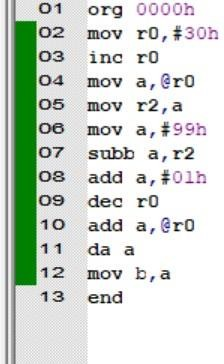 01 org 0000h
02 mov r0,#30h
03 inc r0
04 mov a,@r0
05 mov r2,a
06 mov a,#99h
07 subb a,r2
08 add a,#01h
09 dec r0
10 add a,@r0
11 da a
12 mov b,a
13 end